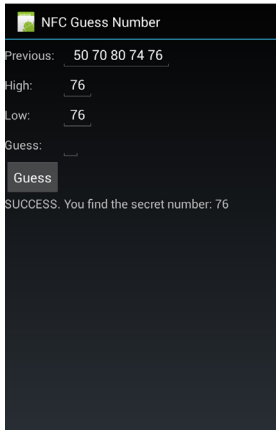 NFC Guess Number
Previous: 50 70 80 74 76
High: 76
Low: 76
Guess:
Guess
SUCCESS. You find the secret number: 76